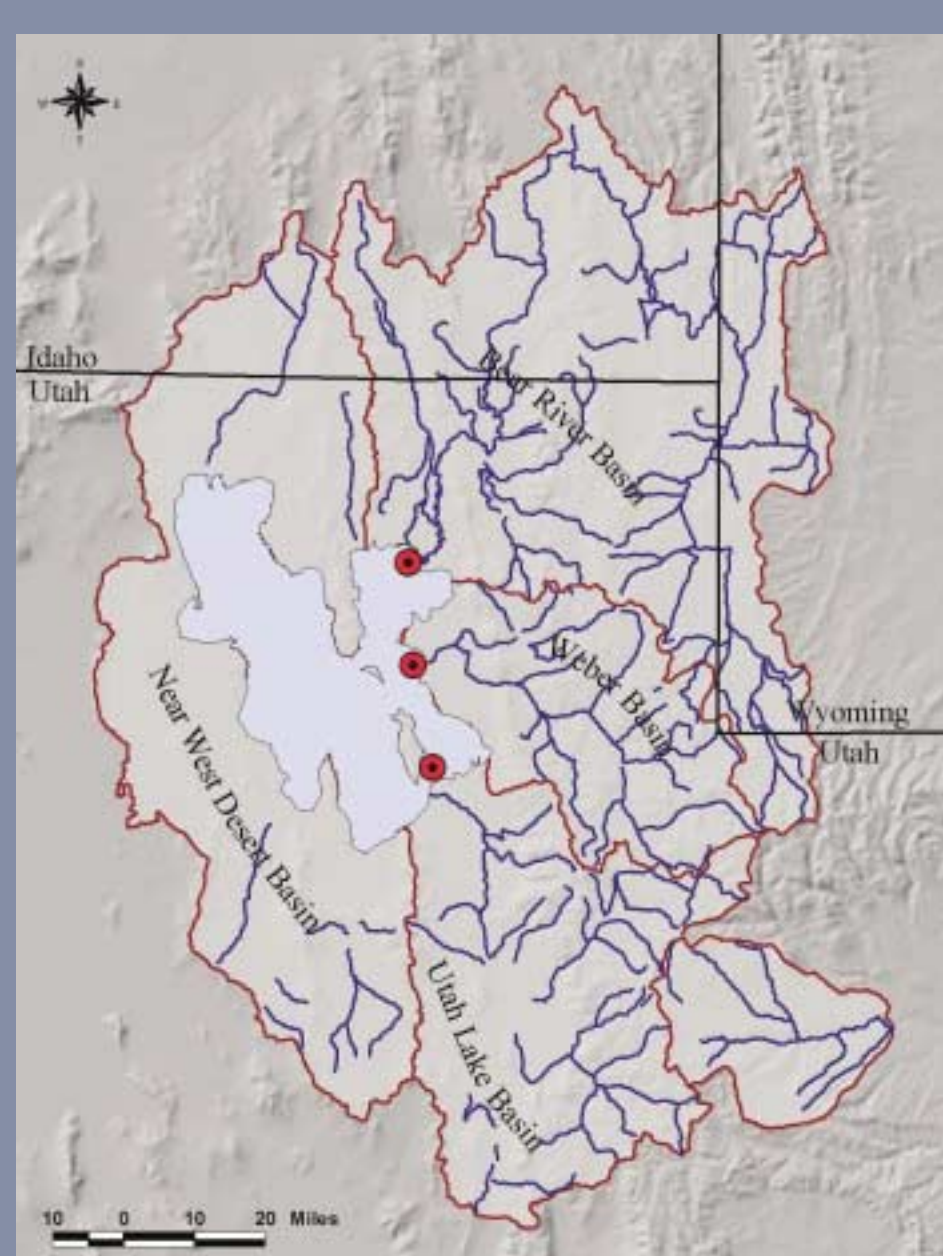 Idaho
Utah
Bear River Basin
Weber Basin
Wyoming
Utah
Near West Desert Basin
Utah Lake Basin
10 0 10 20 Miles